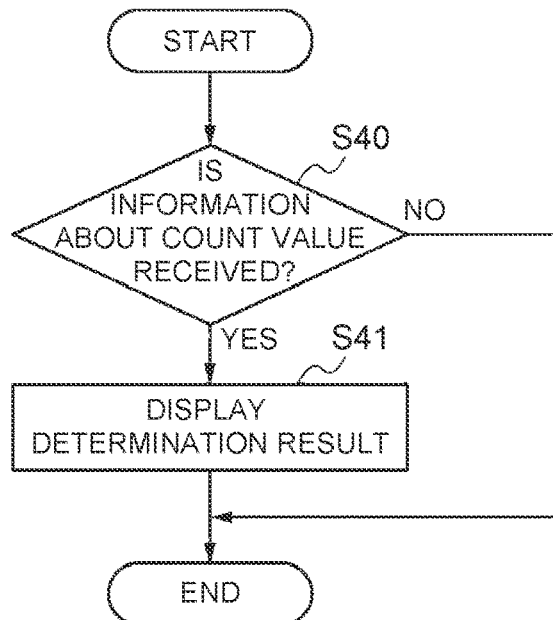 START
S40
IS
INFORMATION
ABOUT COUNT VALUE
RECEIVED?
NO
YES
S41
DISPLAY
DETERMINATION RESULT
END